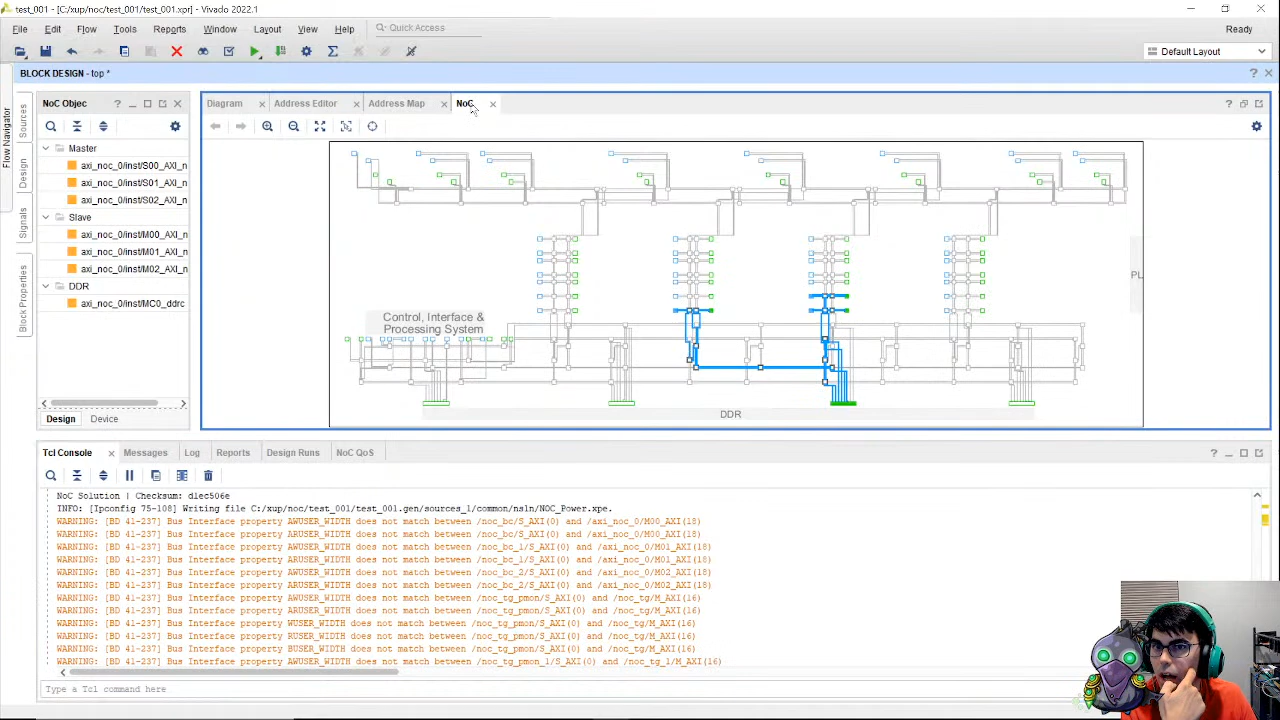 test_001 - [C:/xup/noc/test_001/test_001.xpr] - Vivado 2022.1
File Edit Flow Tools Reports Window Layout View Help Quick Access
Ready
Default Layout
BLOCK DESIGN - top *
Flow Navigator
Sources
Design
Signals
Block Properties
NoC Objec
Master
axi_noc_0/inst/S00_AXI_n
axi_noc_0/inst/S01_AXI_n
axi_noc_0/inst/S02_AXI_n
Slave
axi_noc_0/inst/M00_AXI_n
axi_noc_0/inst/M01_AXI_n
axi_noc_0/inst/M02_AXI_n
DDR
axi_noc_0/inst/MC0_ddrc
Design Device
Diagram Address Editor Address Map NoC
PL
Control, Interface &
Processing System
DDR
Tcl Console Messages Log Reports Design Runs NoC QoS
NoC Solution | Checksum: d1ec506e
INFO: [Ipconfig 75-108] Writing file C:/xup/noc/test_001/test_001.gen/sources_1/common/nsln/NOC_Power.xpe.
WARNING: [BD 41-237] Bus Interface property AWUSER_WIDTH does not match between /noc_bc/S_AXI(0) and /axi_noc_0/M00_AXI(18)
WARNING: [BD 41-237] Bus Interface property ARUSER_WIDTH does not match between /noc_bc/S_AXI(0) and /axi_noc_0/M00_AXI(18)
WARNING: [BD 41-237] Bus Interface property AWUSER_WIDTH does not match between /noc_bc_1/S_AXI(0) and /axi_noc_0/M01_AXI(18)
WARNING: [BD 41-237] Bus Interface property ARUSER_WIDTH does not match between /noc_bc_1/S_AXI(0) and /axi_noc_0/M01_AXI(18)
WARNING: [BD 41-237] Bus Interface property AWUSER_WIDTH does not match between /noc_bc_2/S_AXI(0) and /axi_noc_0/M02_AXI(18)
WARNING: [BD 41-237] Bus Interface property ARUSER_WIDTH does not match between /noc_bc_2/S_AXI(0) and /axi_noc_0/M02_AXI(18)
WARNING: [BD 41-237] Bus Interface property AWUSER_WIDTH does not match between /noc_tg_pmon/S_AXI(0) and /noc_tg/M_AXI(16)
WARNING: [BD 41-237] Bus Interface property ARUSER_WIDTH does not match between /noc_tg_pmon/S_AXI(0) and /noc_tg/M_AXI(16)
WARNING: [BD 41-237] Bus Interface property WUSER_WIDTH does not match between /noc_tg_pmon/S_AXI(0) and /noc_tg/M_AXI(16)
WARNING: [BD 41-237] Bus Interface property RUSER_WIDTH does not match between /noc_tg_pmon/S_AXI(0) and /noc_tg/M_AXI(16)
WARNING: [BD 41-237] Bus Interface property BUSER_WIDTH does not match between /noc_tg_pmon/S_AXI(0) and /noc_tg/M_AXI(16)
WARNING: [BD 41-237] Bus Interface property AWUSER_WIDTH does not match between /noc_tg_pmon_1/S_AXI(0) and /noc_tg_1/M_AXI(16)
Type a Tcl command here